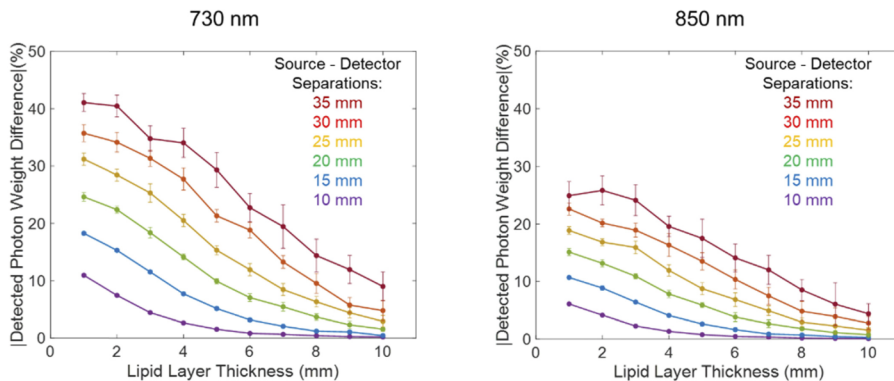 730 nm
50
40
30
20
10
0
|Detected Photon Weight Difference|(%)
Source - Detector
Separations:
35 mm
30 mm
25 mm
20 mm
15 mm
10 mm
0
2
4
6
8
10
Lipid Layer Thickness (mm)
850 nm
50
40
30
20
10
0
|Detected Photon Weight Difference|(%)
Source - Detector
Separations:
35 mm
30 mm
25 mm
20 mm
15 mm
10 mm
0
2
4
6
8
10
Lipid Layer Thickness (mm)